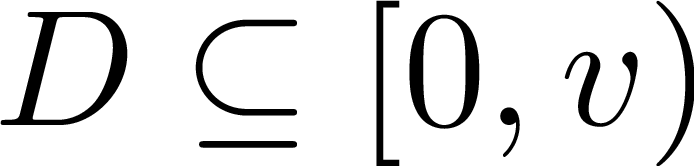 D ⊆ [0, v)